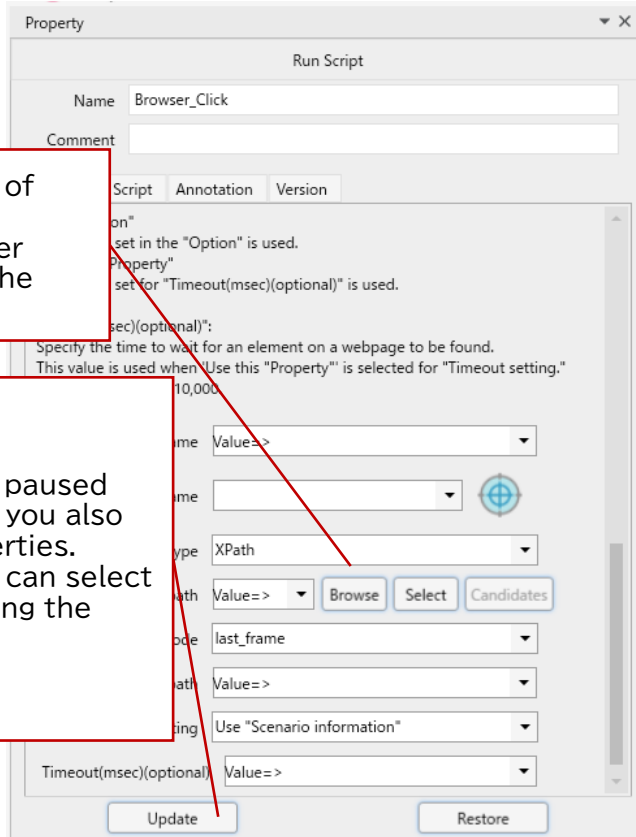 Property
Run Script
Name Browser_Click
Comment
Script Annotation Version
of
er
he
on"
set in the "Option" is used.
Property"
set for "Timeout(msec)(optional)" is used.
sec)(optional)":
Specify the time to wait for an element on a webpage to be found.
This value is used when 'Use this "Property"' is selected for "Timeout setting."
10,000
paused
you also
erties.
can select
ng the
me Value=>
me
ype XPath
path Value=> Browse Select Candidates
ode last_frame
path Value=>
ting Use "Scenario information"
Timeout(msec)(optional) Value=>
Update Restore